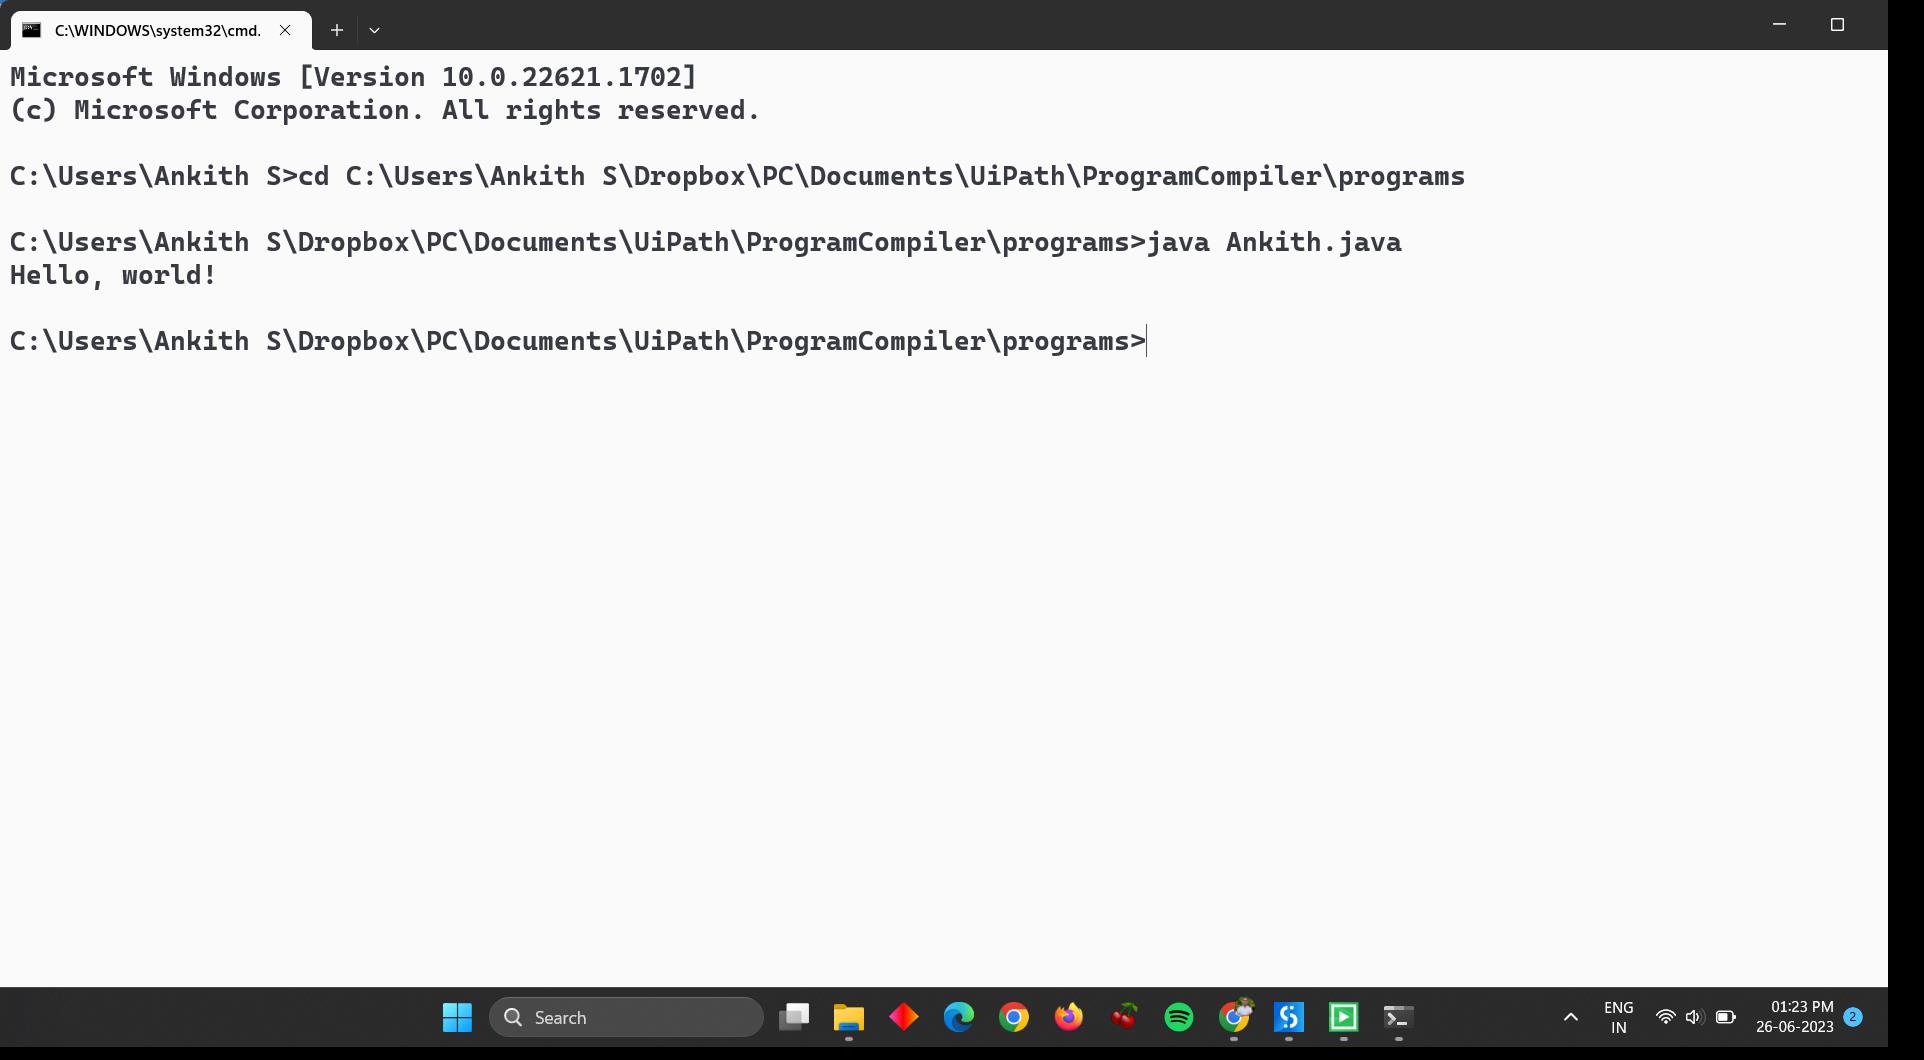 C:\WINDOWS\system32\cmd.
Microsoft Windows [Version 10.0.22621.1702]
(c) Microsoft Corporation. All rights reserved.
C:\Users\Ankith S>cd C:\Users\Ankith S\Dropbox\PC\Documents\UiPath\ProgramCompiler\programs
C:\Users\Ankith S\Dropbox\PC\Documents\UiPath\ProgramCompiler\programs>java Ankith.java
Hello, world!
C:\Users\Ankith S\Dropbox\PC\Documents\UiPath\ProgramCompiler\programs>
Search
ENG
IN
01:23 PM
26-06-2023
2